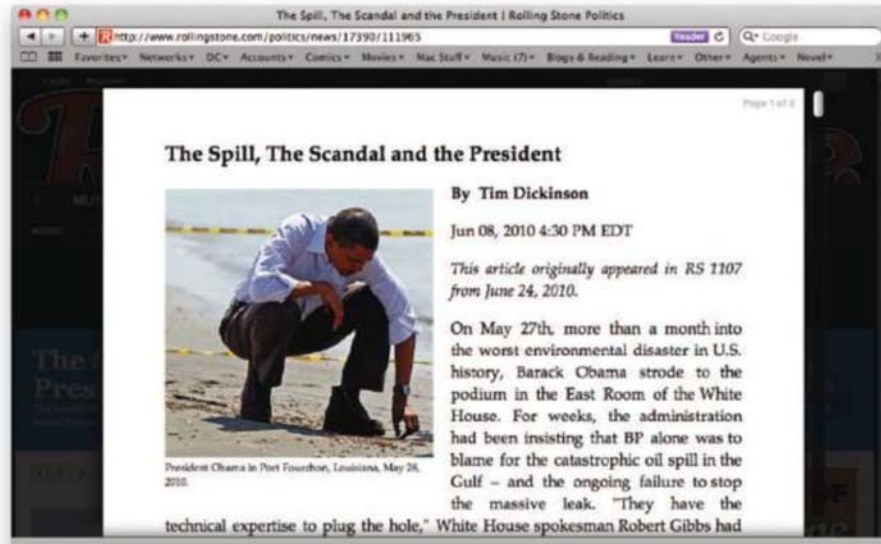 The Spill, The Scandal and the President | Rolling Stone Politics
http://www.rollingstone.com/politics/news/17390/111965
Reader
Google
Favorites Networks DC Accounts Comics Movies Mac Stuff Music (7) Blogs & Reading Learn Other Agents Novel
Page 1 of 8
The Spill, The Scandal and the President
By Tim Dickinson
Jun 08, 2010 4:30 PM EDT
This article originally appeared in RS 1107
from June 24, 2010.
On May 27th, more than a month into
the worst environmental disaster in U.S.
history, Barack Obama strode to the
podium in the East Room of the White
House. For weeks, the administration
had been insisting that BP alone was to
blame for the catastrophic oil spill in the
Gulf – and the ongoing failure to stop
the massive leak. "They have the
technical expertise to plug the hole," White House spokesman Robert Gibbs had
President Obama in Port Fourchon, Louisiana, May 28,
2010.
The S
Pres